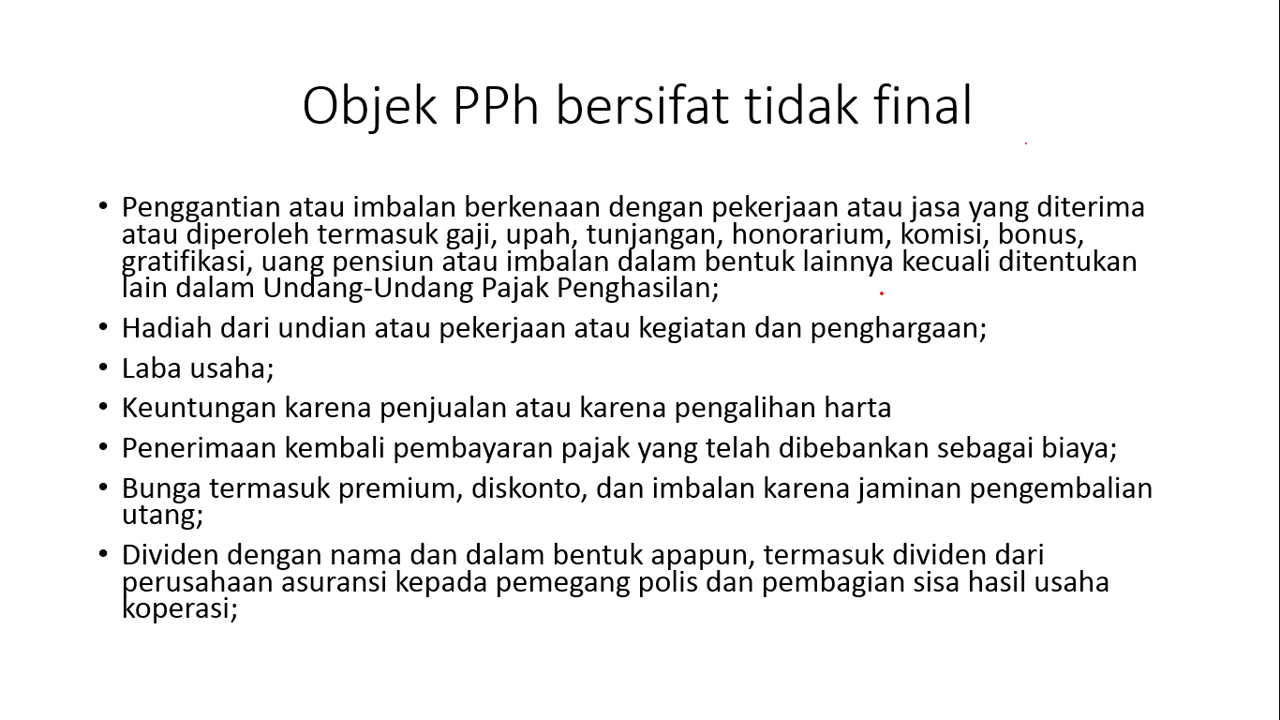 Objek PPh bersifat tidak final
• Penggantian atau imbalan berkenaan dengan pekerjaan atau jasa yang diterima
atau diperoleh termasuk gaji, upah, tunjangan, honorarium, komisi, bonus,
gratifikasi, uang pensiun atau imbalan dalam bentuk lainnya kecuali ditentukan
lain dalam Undang-Undang Pajak Penghasilan;
• Hadiah dari undian atau pekerjaan atau kegiatan dan penghargaan;
• Laba usaha;
• Keuntungan karena penjualan atau karena pengalihan harta
• Penerimaan kembali pembayaran pajak yang telah dibebankan sebagai biaya;
• Bunga termasuk premium, diskonto, dan imbalan karena jaminan pengembalian
utang;
• Dividen dengan nama dan dalam bentuk apapun, termasuk dividen dari
perusahaan asuransi kepada pemegang polis dan pembagian sisa hasil usaha
koperasi;